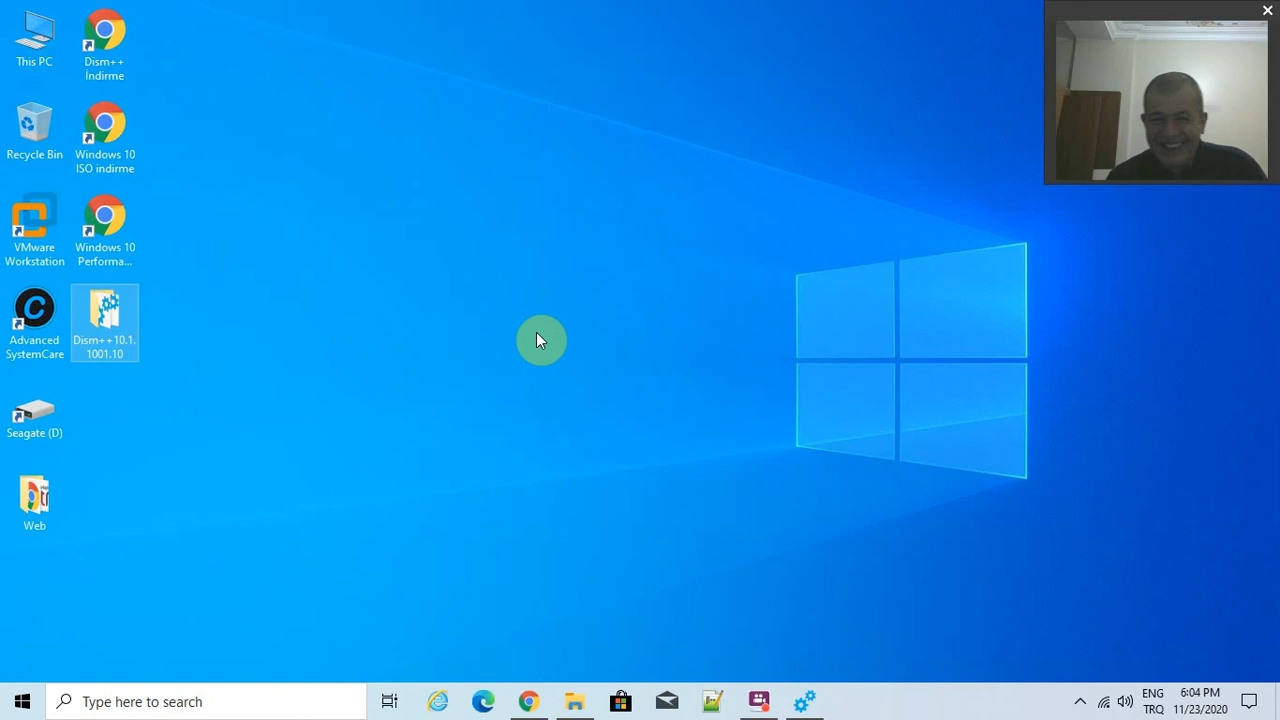 This PC
Dism++
İndirme
Recycle Bin
Windows 10
ISO indirme
VMware
Workstation
Windows 10
Performa...
Advanced
SystemCare
Dism++10.1.
1001.10
Seagate (D)
Web
Type here to search
ENG
TRQ
6:04 PM
11/23/2020